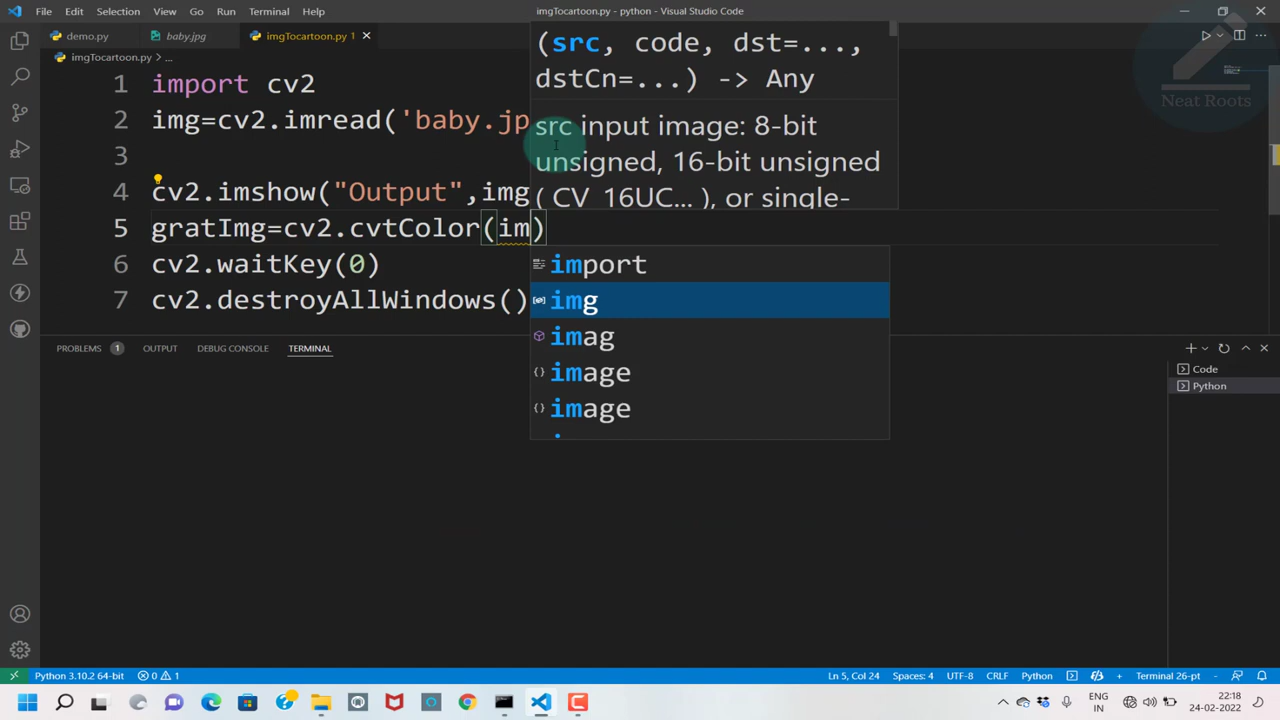 File Edit Selection View Go Run Terminal Help imgTocartoon.py - python - Visual Studio Code
demo.py baby.jpg imgTocartoon.py 1
imgTocartoon.py > ...
Neat Roots
(src, code, dst=...,
dstCn=...) -> Any
src input image: 8-bit
unsigned, 16-bit unsigned
( CV_16UC... ), or single-
1 import cv2
2 img=cv2.imread('baby.jp
3
4 cv2.imshow("Output",img
5 gratImg=cv2.cvtColor(im)
6 cv2.waitKey(0)
7 cv2.destroyAllWindows()
import
img
imag
image
image
PROBLEMS 1 OUTPUT DEBUG CONSOLE TERMINAL
Code
Python
Python 3.10.2 64-bit 0 1 Ln 5, Col 24 Spaces: 4 UTF-8 CRLF Python Terminal 26-pt
ENG
IN
22:18
24-02-2022